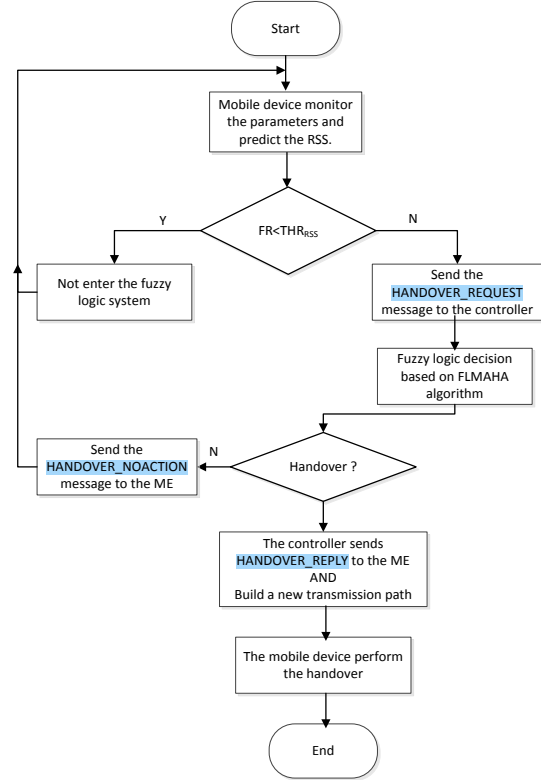 Start
Mobile device monitor
the parameters and
predict the RSS.
FR<THRRSS
Y
N
Not enter the fuzzy
logic system
Send the
HANDOVER_REQUEST
message to the controller
Fuzzy logic decision
based on FLMAHA
algorithm
Handover ?
N
Send the
HANDOVER_NOACTION
message to the ME
The controller sends
HANDOVER_REPLY to the ME
AND
Build a new transmission path
The mobile device perform
the handover
End